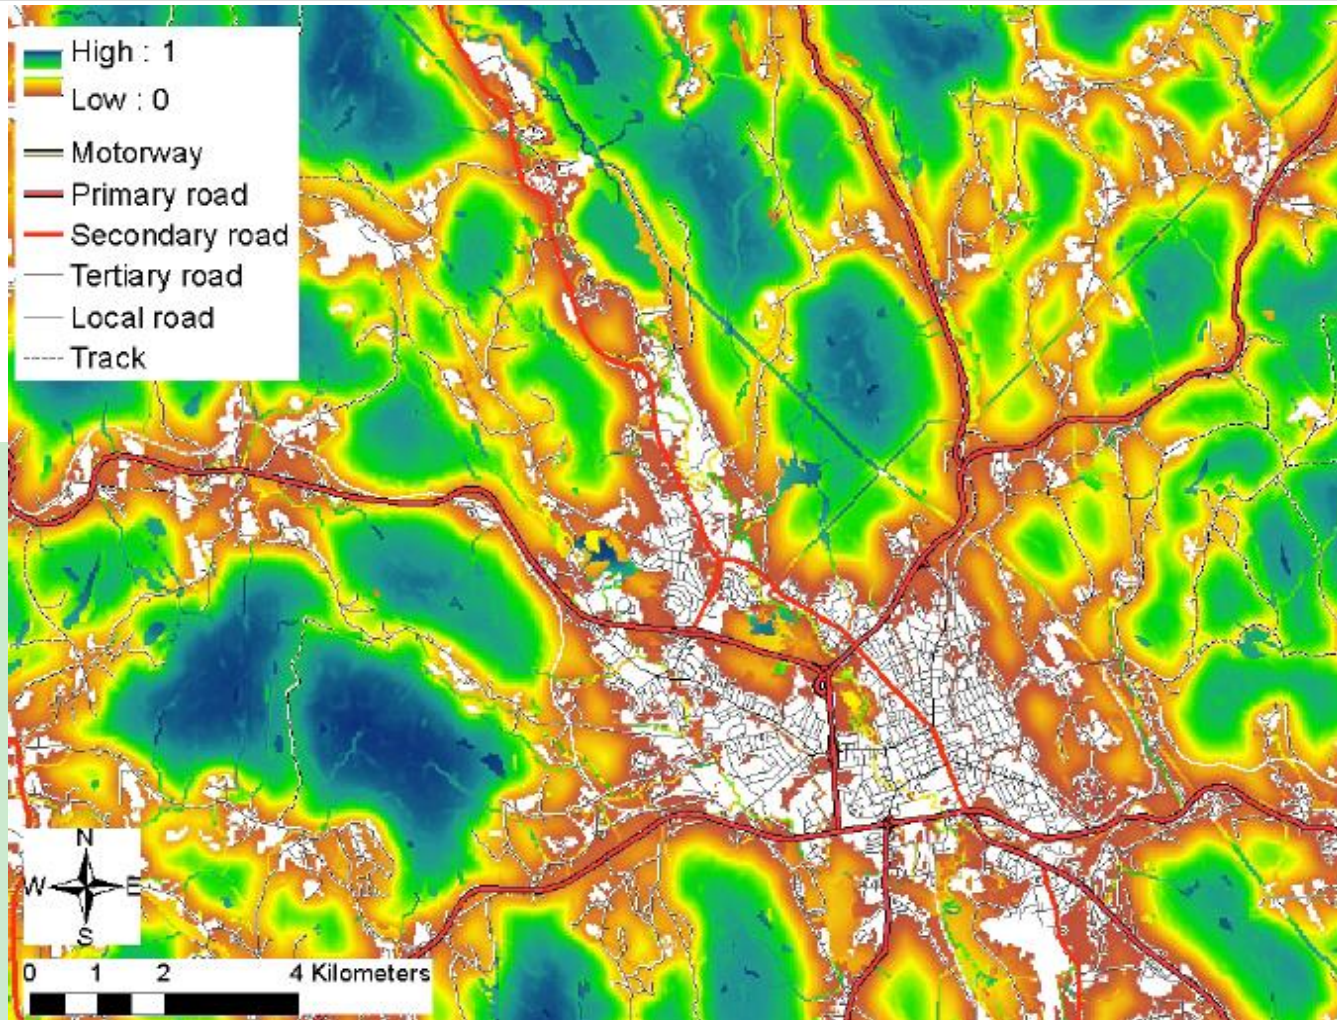 High : 1
Low : 0
Motorway
Primary road
Secondary road
Tertiary road
Local road
Track
N
W E
S
0 1 2 4 Kilometers